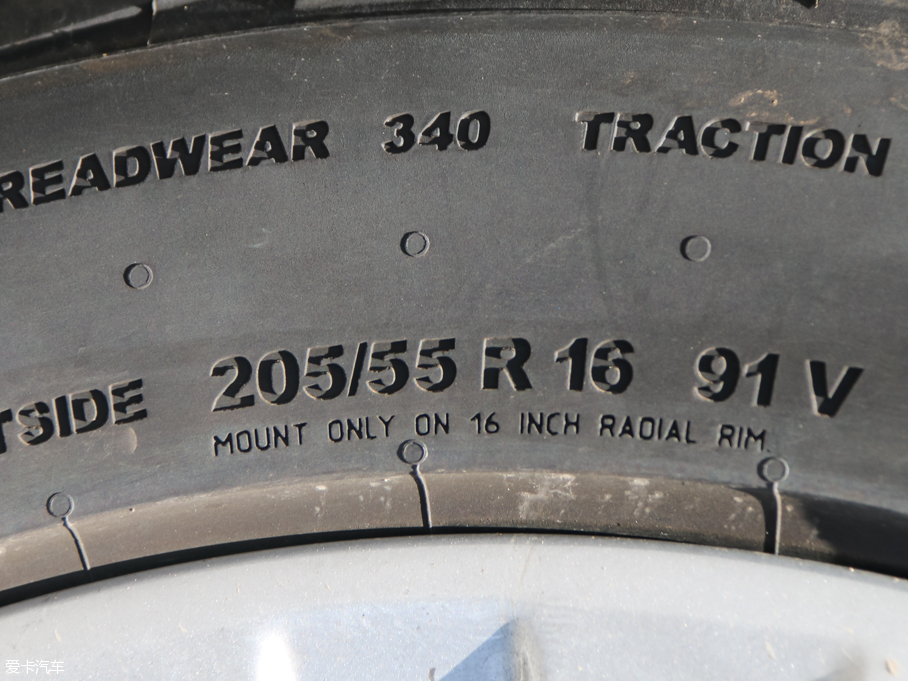 READWEAR 340 TRACTION
TSIDE 205/55 R 16 91 V
MOUNT ONLY ON 16 INCH RADIAL RIM
爱卡汽车